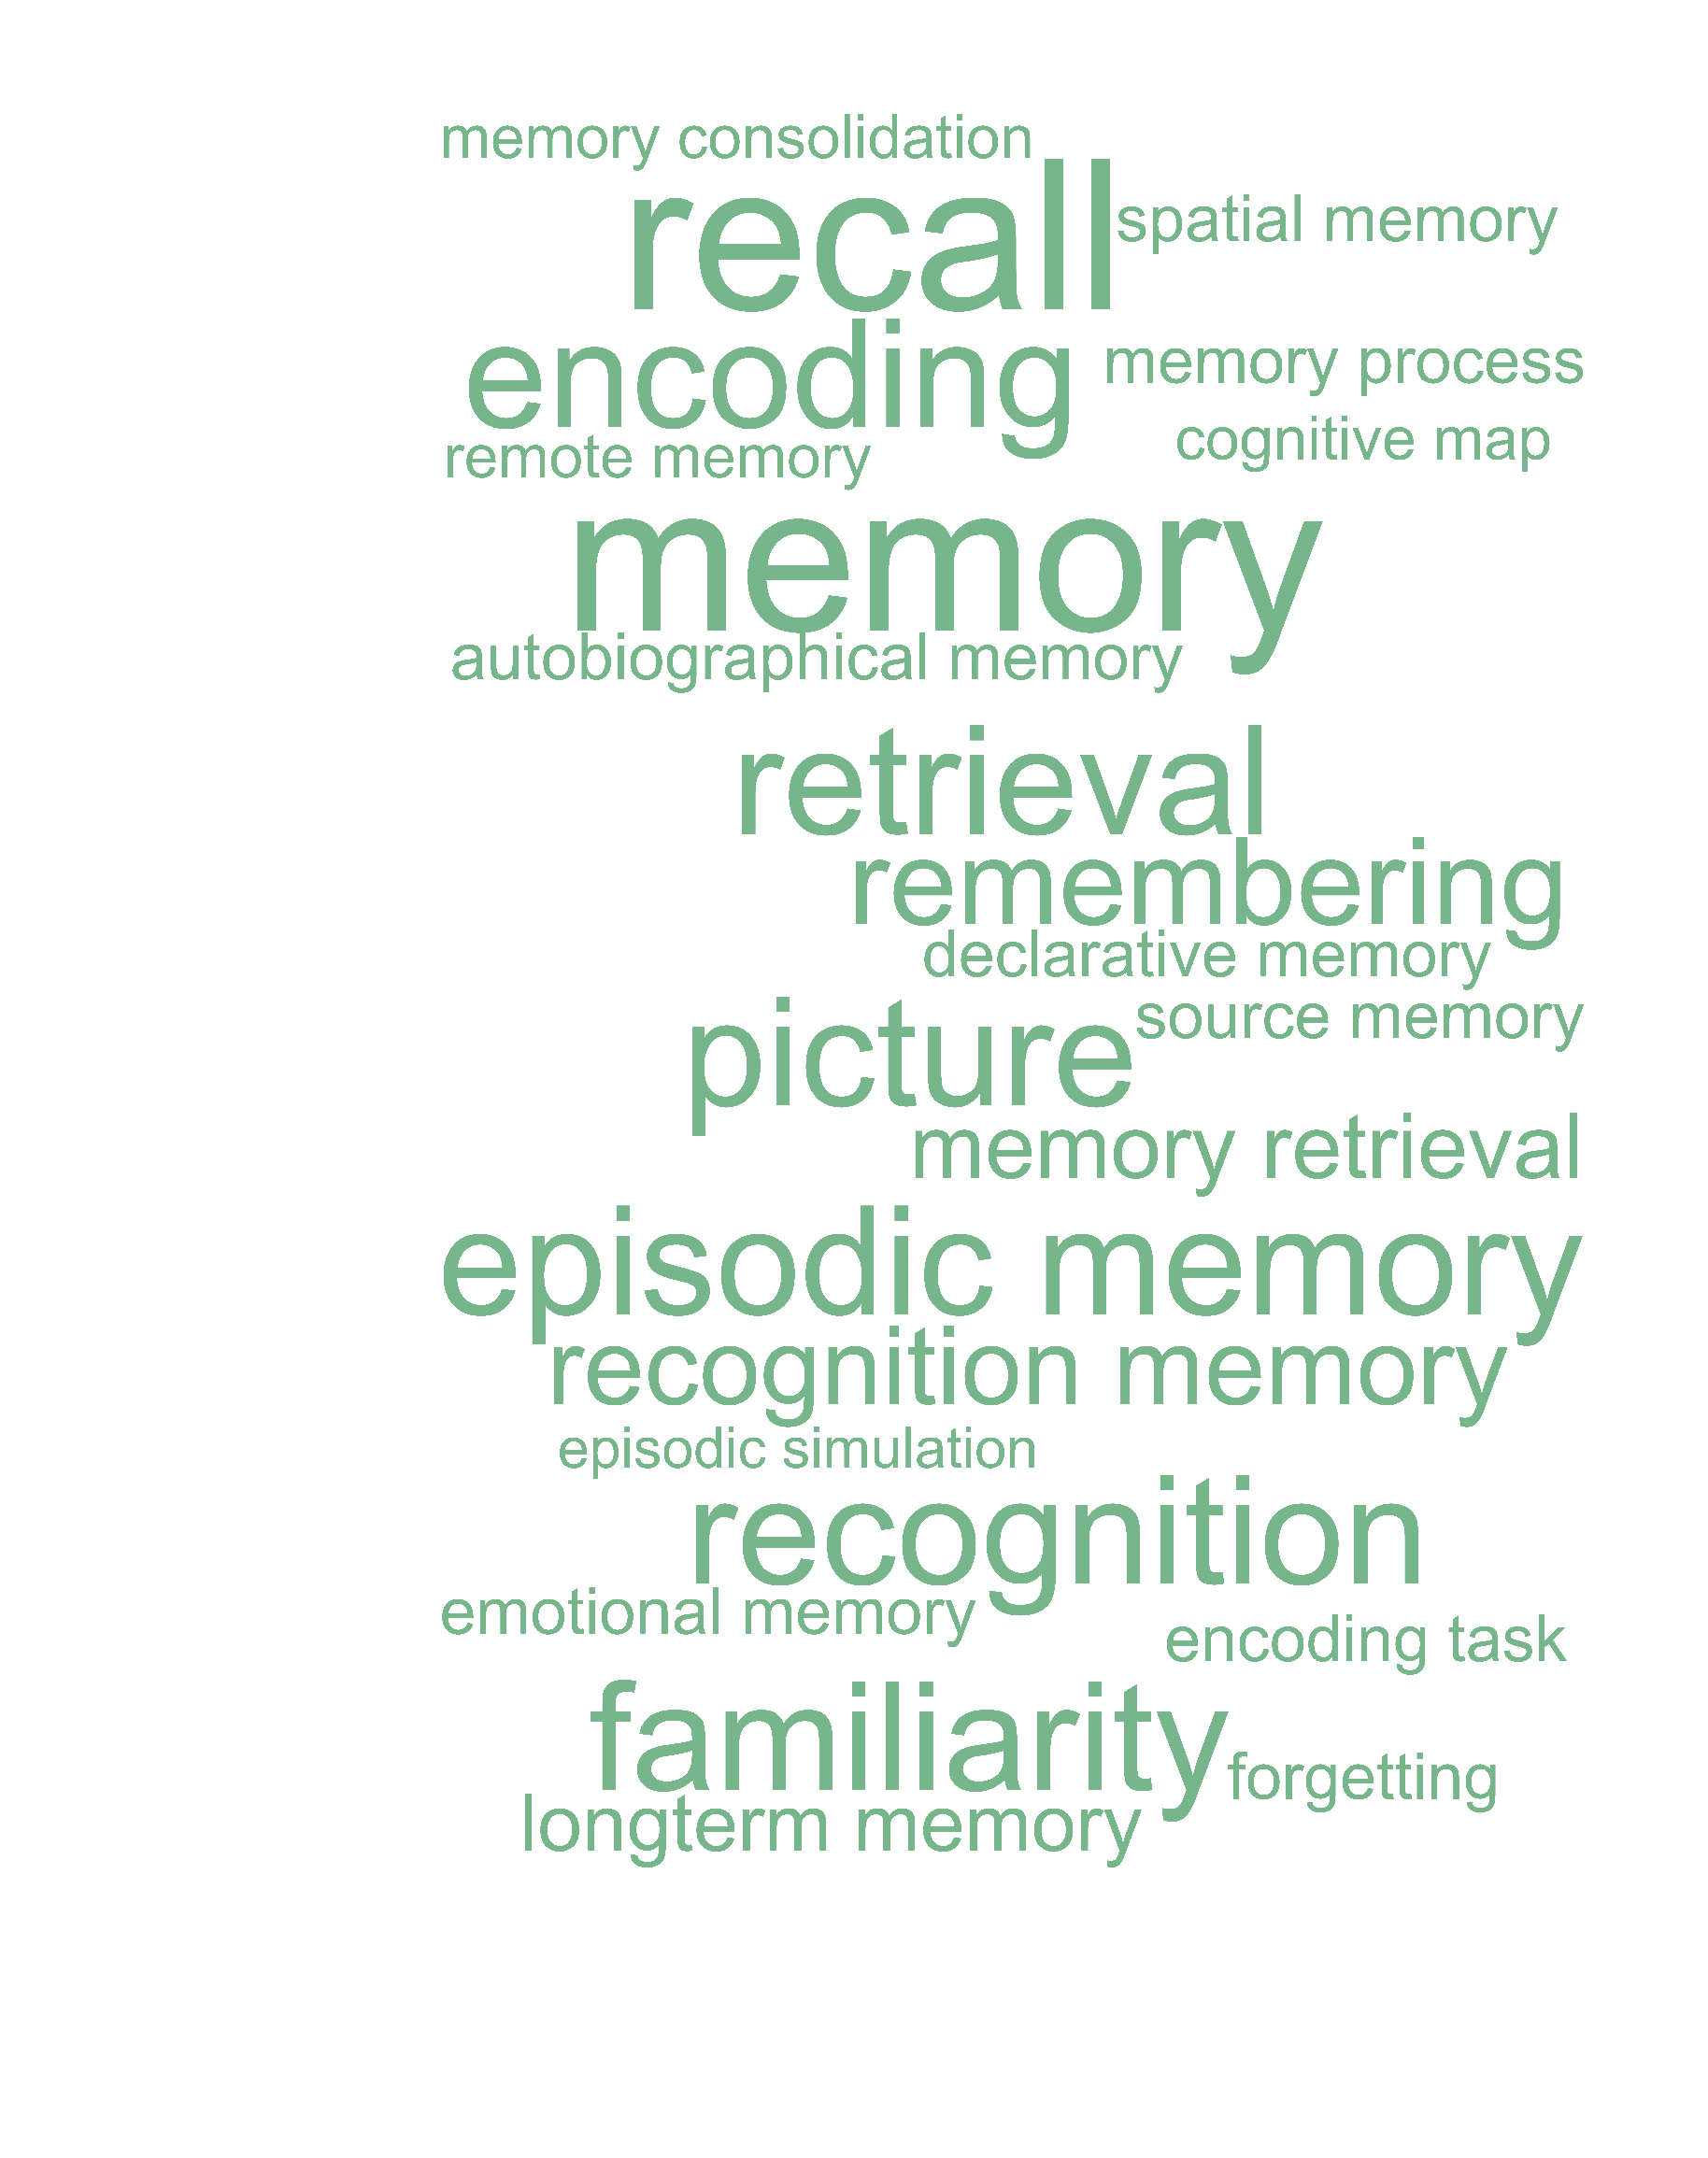 memory consolidation
recall
spatial memory
encoding
memory process
cognitive map
remote memory
memory
autobiographical memory
retrieval
remembering
declarative memory
source memory
picture
memory retrieval
episodic memory
recognition memory
episodic simulation
recognition
emotional memory
encoding task
familiarity
forgetting
longterm memory